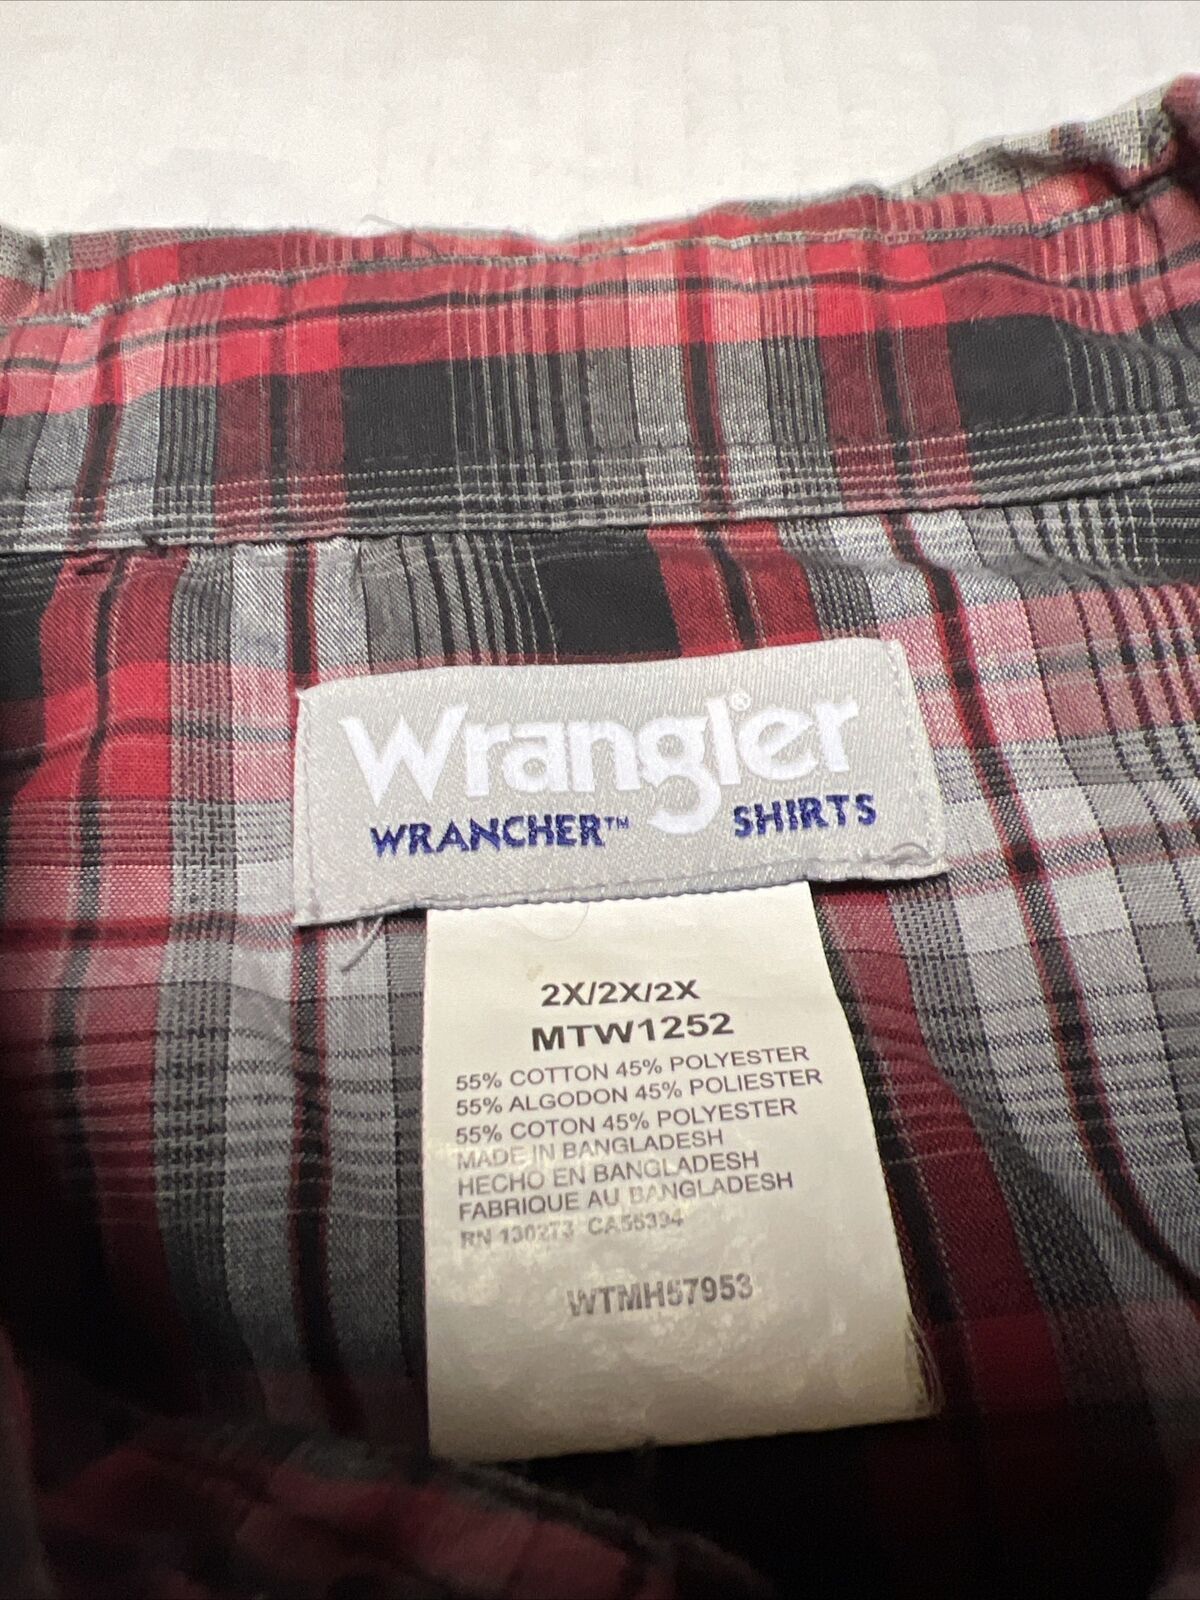 Wrangler®
WRANCHER™ SHIRTS
2X/2X/2X
MTW1252
55% COTTON 45% POLYESTER
55% ALGODON 45% POLIESTER
55% COTON 45% POLYESTER
MADE IN BANGLADESH
HECHO EN BANGLADESH
FABRIQUE AU BANGLADESH
RN 130273 CA55394
WTMH57953